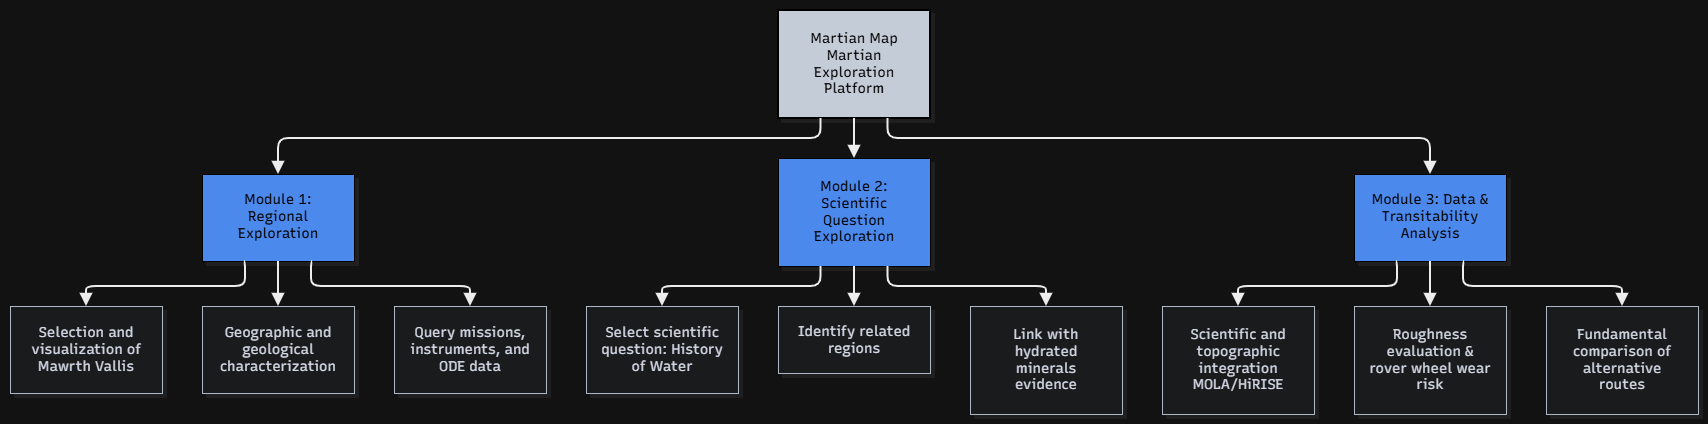 Martian Map
Martian
Exploration
Platform
Module 1:
Regional
Exploration
Module 2:
Scientific
Question
Exploration
Module 3: Data &
Transitability
Analysis
Selection and
visualization of
Mawrth Vallis
Geographic and
geological
characterization
Query missions,
instruments, and
ODE data
Select scientific
question: History
of Water
Identify related
regions
Link with
hydrated
minerals
evidence
Scientific and
topographic
integration
MOLA/HiRISE
Roughness
evaluation &
rover wheel wear
risk
Fundamental
comparison of
alternative
routes